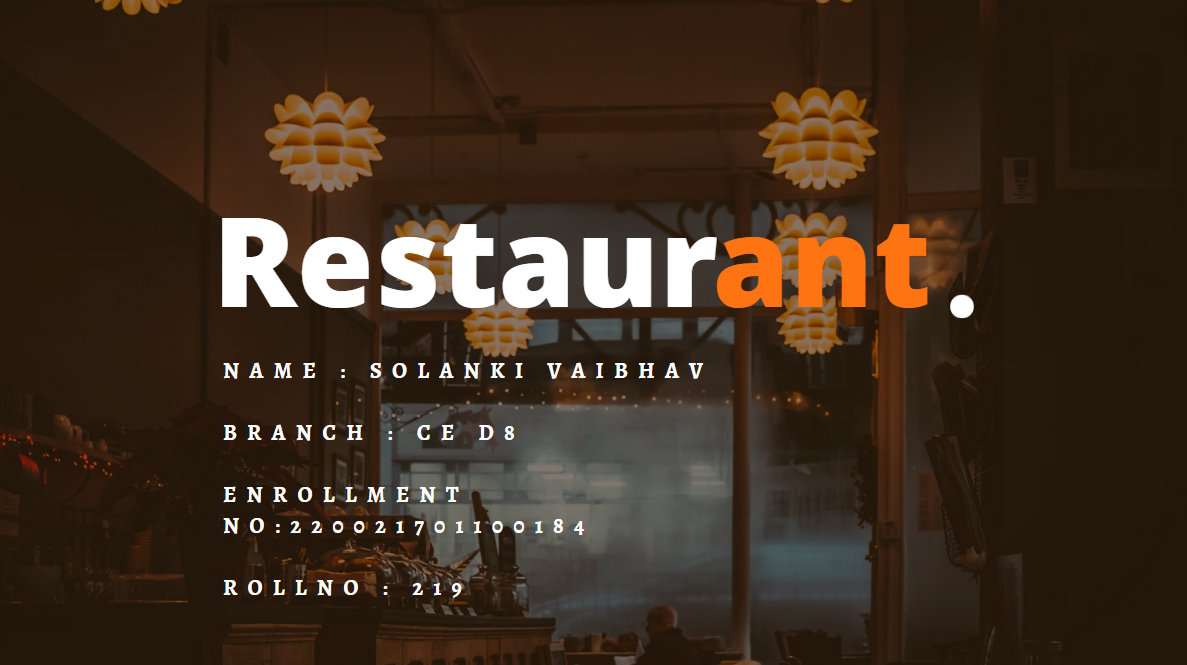 Restaurant.
NAME : SOLANKI VAIBHAV
BRANCH : CE D8
ENROLLMENT
NO:220021701100184
ROLLNO : 219